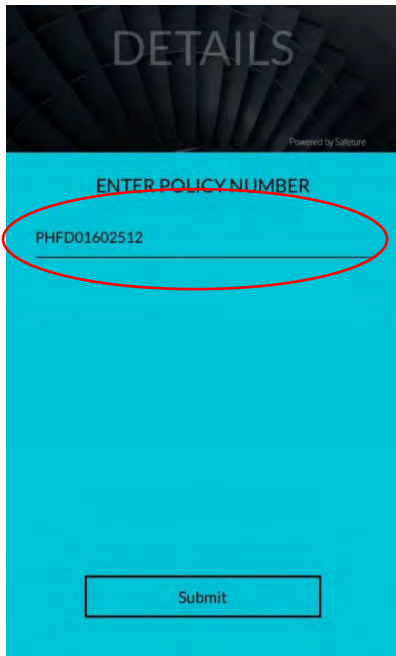 DETAILS
Powered by Safeture
ENTER POLICY NUMBER
PHFD01602512
Submit